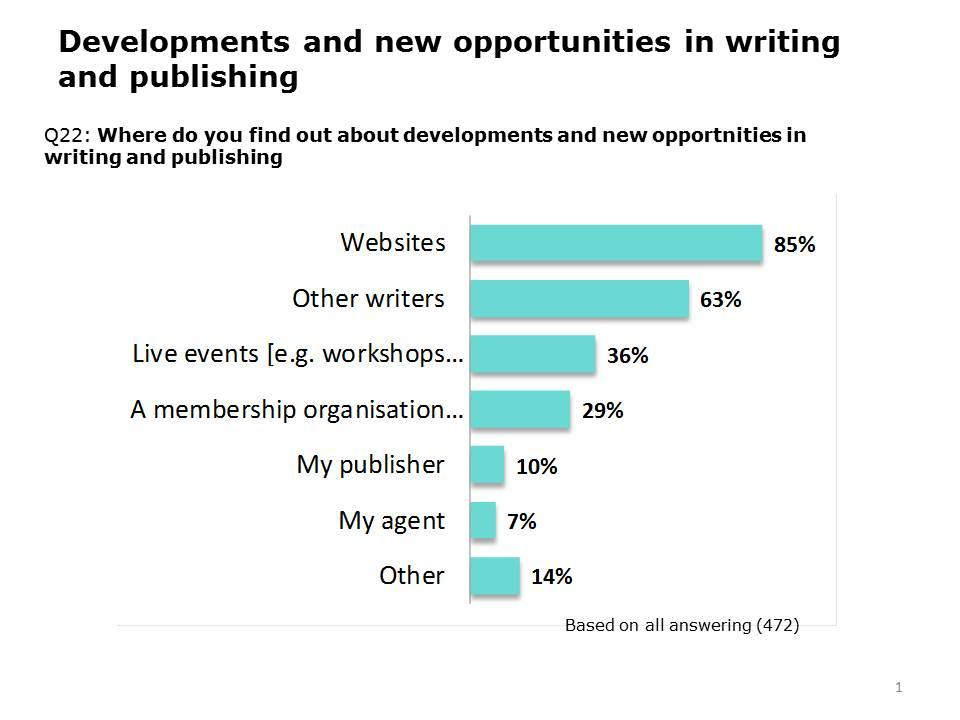 Developments and new opportunities in writing
and publishing
Q22: Where do you find out about developments and new opportnities in
writing and publishing
Websites 85%
Other writers 63%
Live events [e.g. workshops... 36%
A membership organisation... 29%
My publisher 10%
My agent 7%
Other 14%
Based on all answering (472)
1